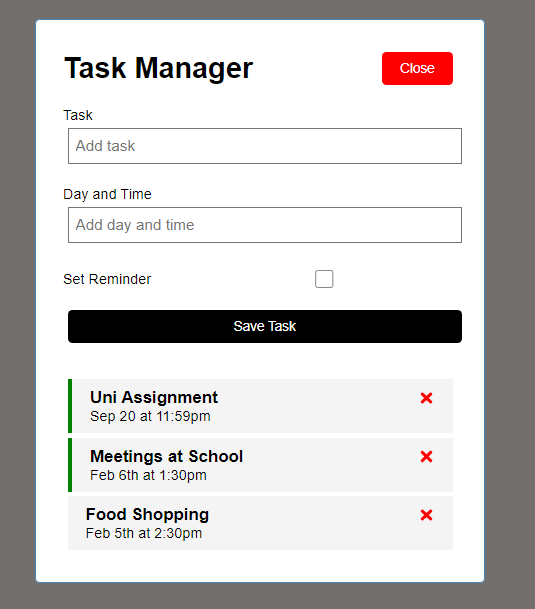 Task Manager
Close
Task
Add task
Day and Time
Add day and time
Set Reminder
Save Task
Uni Assignment
Sep 20 at 11:59pm
Meetings at School
Feb 6th at 1:30pm
Food Shopping
Feb 5th at 2:30pm